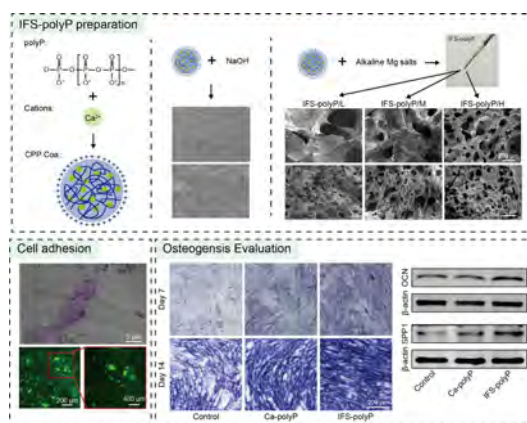 IFS-polyP preparation
polyP:
Cations:
Ca²⁺
CPP Coa:
+ NaOH
+ Alkaline Mg salts
IFS-polyP
IFS-polyP/L IFS-polyP/M IFS-polyP/H
Cell adhesion
200 μm 400 μm
Osteogensis Evaluation
Day 7
Day 14
Control Ca-polyP IFS-polyP
OCN
β-actin
SPP1
β-actin
Control Ca-polyP IFS-polyP